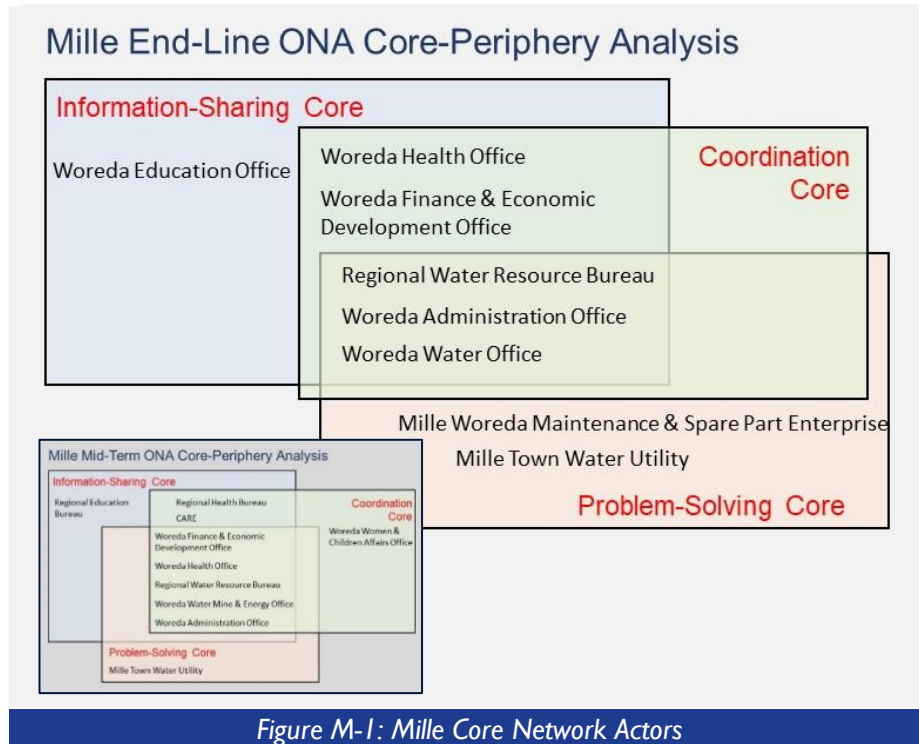 Mille End-Line ONA Core-Periphery Analysis
Information-Sharing Core
Woreda Education Office
Woreda Health Office
Woreda Finance & Economic
Development Office
Coordination
Core
Regional Water Resource Bureau
Woreda Administration Office
Woreda Water Office
Mille Woreda Maintenance & Spare Part Enterprise
Mille Town Water Utility
Problem-Solving Core
Mille Mid-Term ONA Core-Periphery Analysis
Information-Sharing Core
Regional Education
Bureau
Regional Health Bureau
CARE
Coordination
Core
Woreda Women &
Children Affairs Office
Woreda Finance & Economic
Development Office
Woreda Health Office
Regional Water Resource Bureau
Woreda Water Mine & Energy Office
Woreda Administration Office
Problem-Solving Core
Mille Town Water Utility
Figure M-1: Mille Core Network Actors